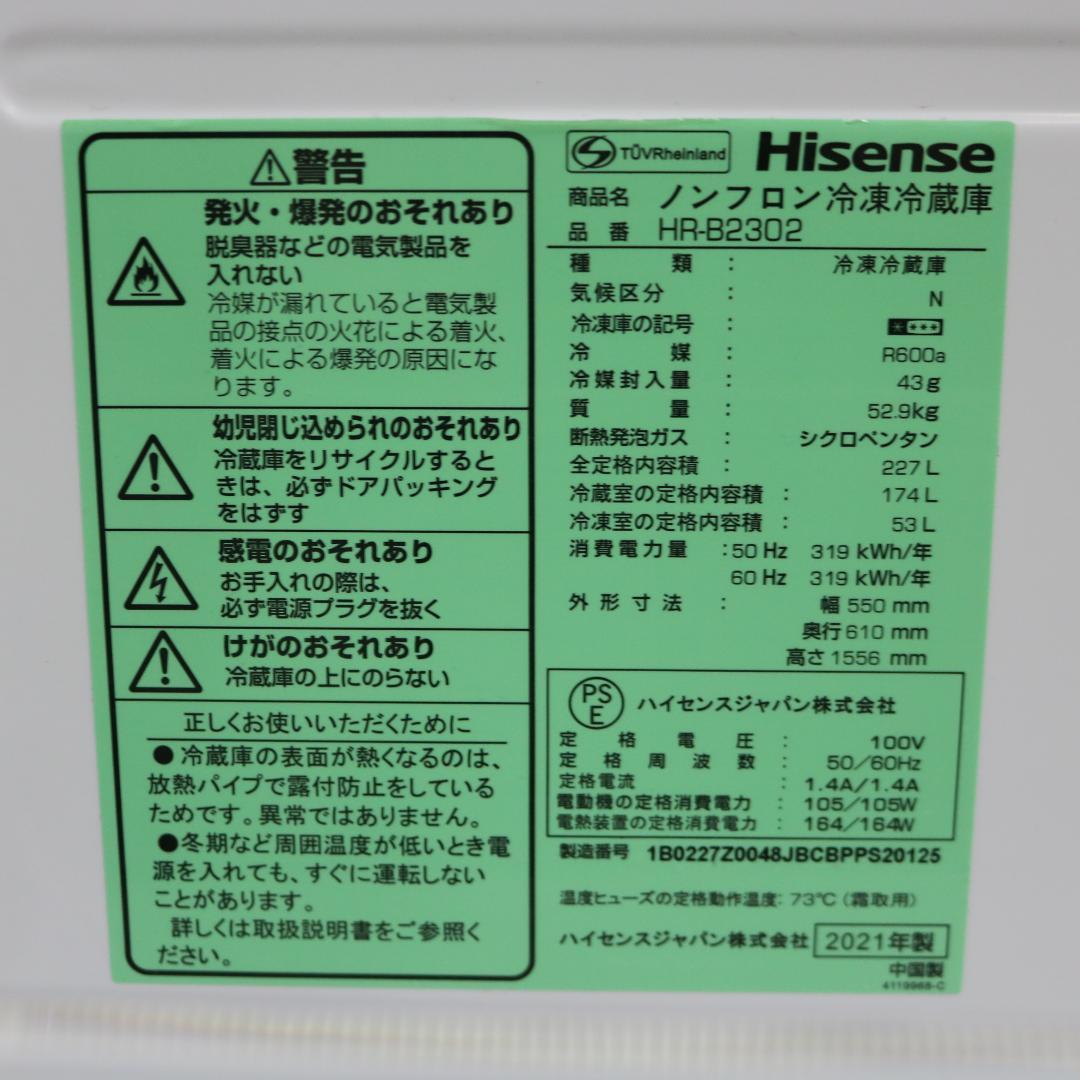 警告
発火・爆発のおそれあり
脱臭器などの電気製品を
入れない
冷媒が漏れていると電気製
品の接点の火花による着火、
着火による爆発の原因にな
ります。
幼児閉じ込められのおそれあり
冷蔵庫をリサイクルすると
きは、必ずドアパッキング
をはずす
感電のおそれあり
お手入れの際は、
必ず電源プラグを抜く
けがのおそれあり
冷蔵庫の上にのらない
正しくお使いいただくために
●冷蔵庫の表面が熱くなるのは、
放熱パイプで露付防止をしている
ためです。異常ではありません。
●冬期など周囲温度が低いとき電
源を入れても、すぐに運転しない
ことがあります。
詳しくは取扱説明書をご参照く
ださい。
TÜVRheinland Hisense
商品名 ノンフロン冷凍冷蔵庫
品番 HR-B2302
種類 : 冷凍冷蔵庫
気候区分 : N
冷凍庫の記号 : ****
冷媒 : R600a
冷媒封入量 : 43g
質量 : 52.9kg
断熱発泡ガス : シクロペンタン
全定格内容積 : 227L
冷蔵室の定格内容積 : 174L
冷凍室の定格内容積 : 53L
消費電力量 :50Hz 319 kWh/年
60Hz 319 kWh/年
外形寸法 : 幅 550 mm
奥行 610 mm
高さ 1556 mm
PSE ハイセンスジャパン株式会社
定格電圧 : 100V
定格周波数 : 50/60Hz
定格電流 : 1.4A/1.4A
電動機の定格消費電力 : 105/105W
電熱装置の定格消費電力 : 164/164W
製造番号 1B0227Z0048JBCBPPS20125
温度ヒューズの定格動作温度: 73℃(霜取用)
ハイセンスジャパン株式会社 2021年製
中国製
4119968-C